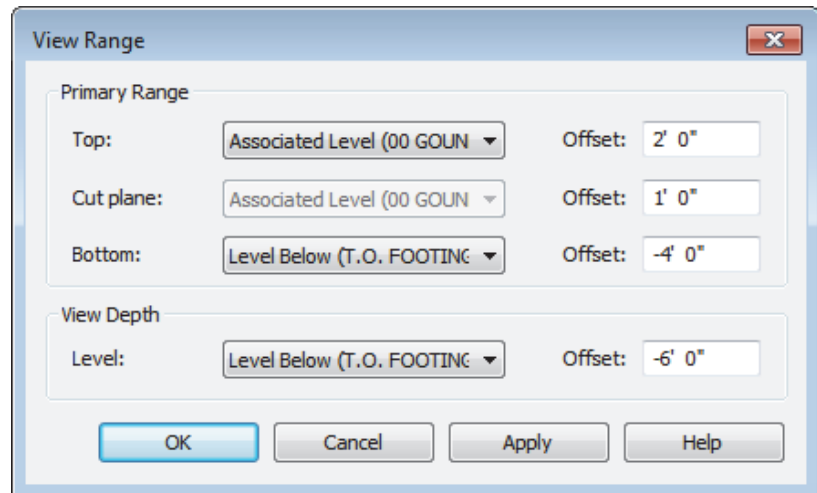 View Range
Primary Range
Top: Associated Level (00 GOUN Offset: 2' 0"
Cut plane: Associated Level (00 GOUN Offset: 1' 0"
Bottom: Level Below (T.O. FOOTING Offset: -4' 0"
View Depth
Level: Level Below (T.O. FOOTING Offset: -6' 0"
OK Cancel Apply Help